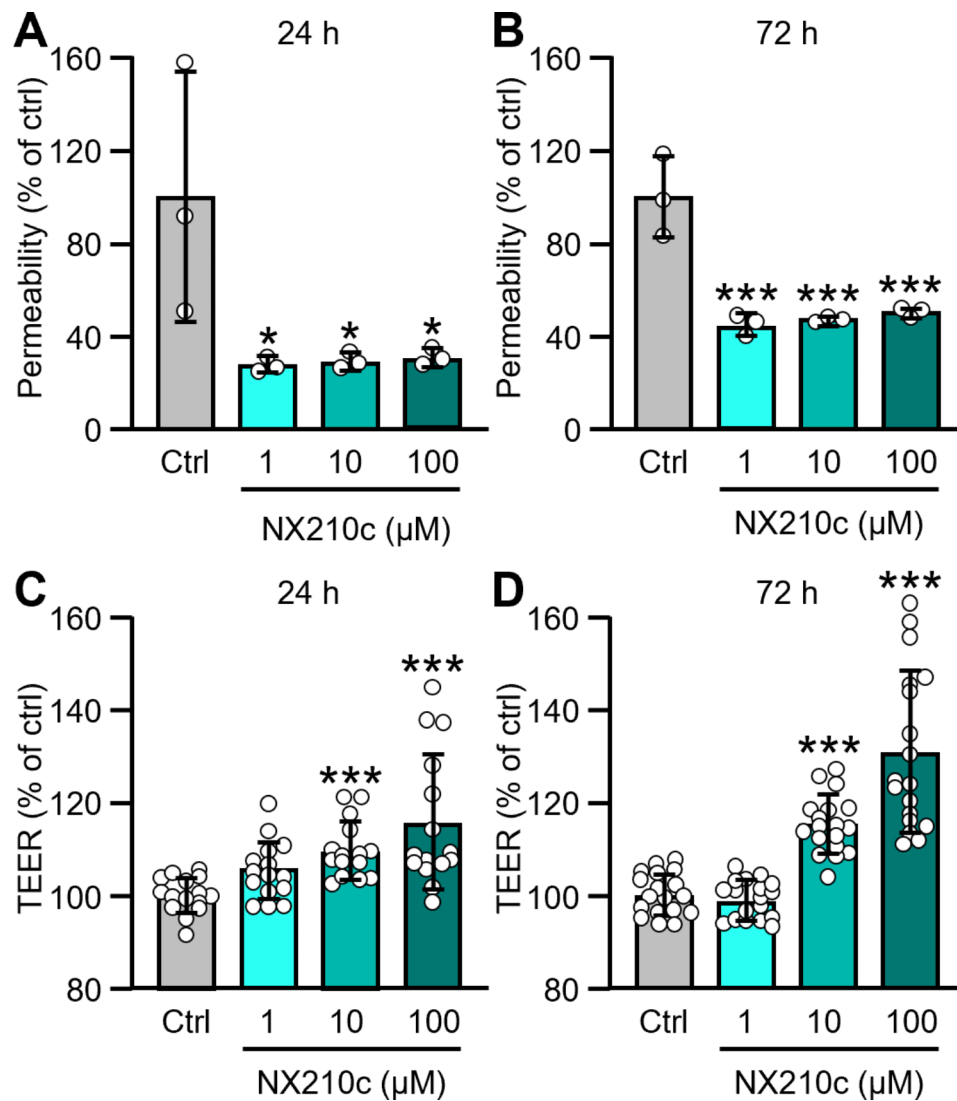 A
24 h
Permeability (% of ctrl)
160
120
80
40
0
*
*
*
Ctrl
1
10
100
NX210c (µM)
B
72 h
Permeability (% of ctrl)
160
120
80
40
0
***
***
***
Ctrl
1
10
100
NX210c (µM)
C
24 h
TEER (% of ctrl)
160
140
120
100
80
***
***
Ctrl
1
10
100
NX210c (µM)
D
72 h
TEER (% of ctrl)
160
140
120
100
80
***
***
Ctrl
1
10
100
NX210c (µM)